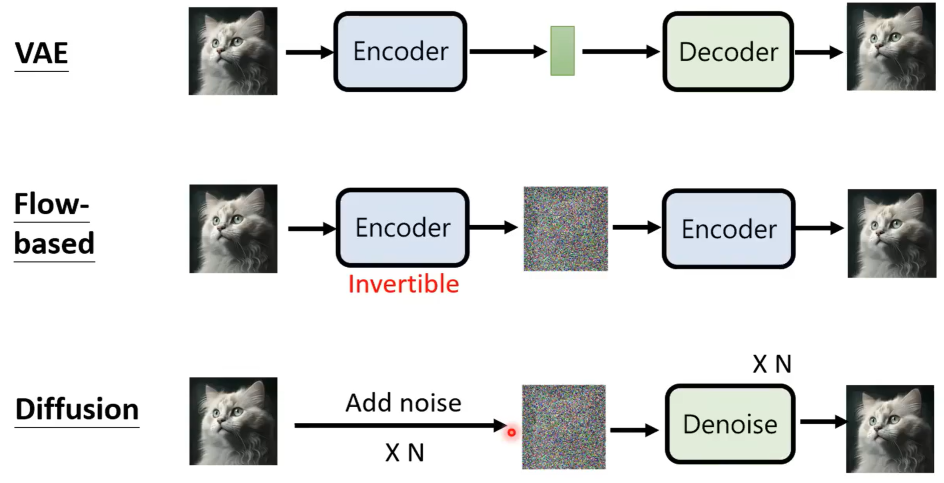 VAE
Encoder
Decoder
Flow-
based
Encoder
Encoder
Invertible
X N
Diffusion
Add noise
Denoise
X N